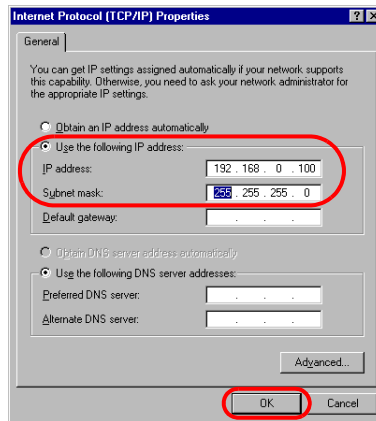 Internet Protocol (TCP/IP) Properties
General
You can get IP settings assigned automatically if your network supports
this capability. Otherwise, you need to ask your network administrator for
the appropriate IP settings.
Obtain an IP address automatically
Use the following IP address:
IP address: 192 . 168 . 0 . 100
Subnet mask: 255 . 255 . 255 . 0
Default gateway: . . .
Obtain DNS server address automatically
Use the following DNS server addresses:
Preferred DNS server: . . .
Alternate DNS server: . . .
Advanced...
OK Cancel